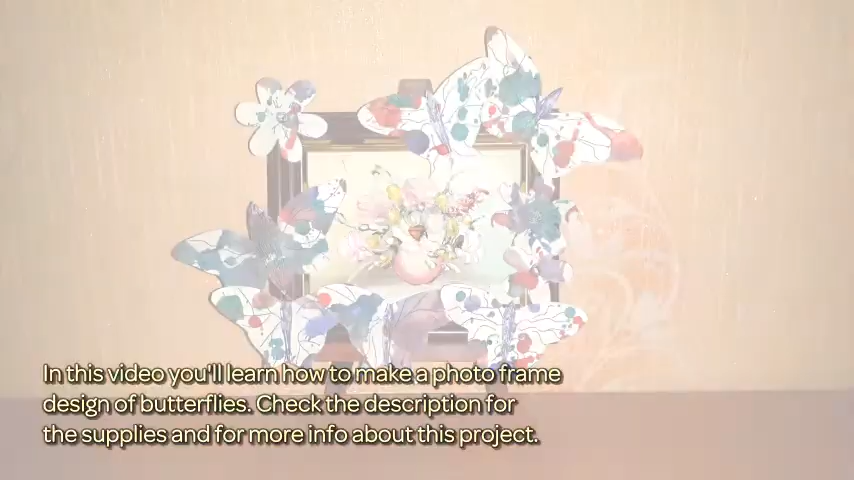 In this video you'll learn how to make a photo frame
design of butterflies. Check the description for
the supplies and for more info about this project.